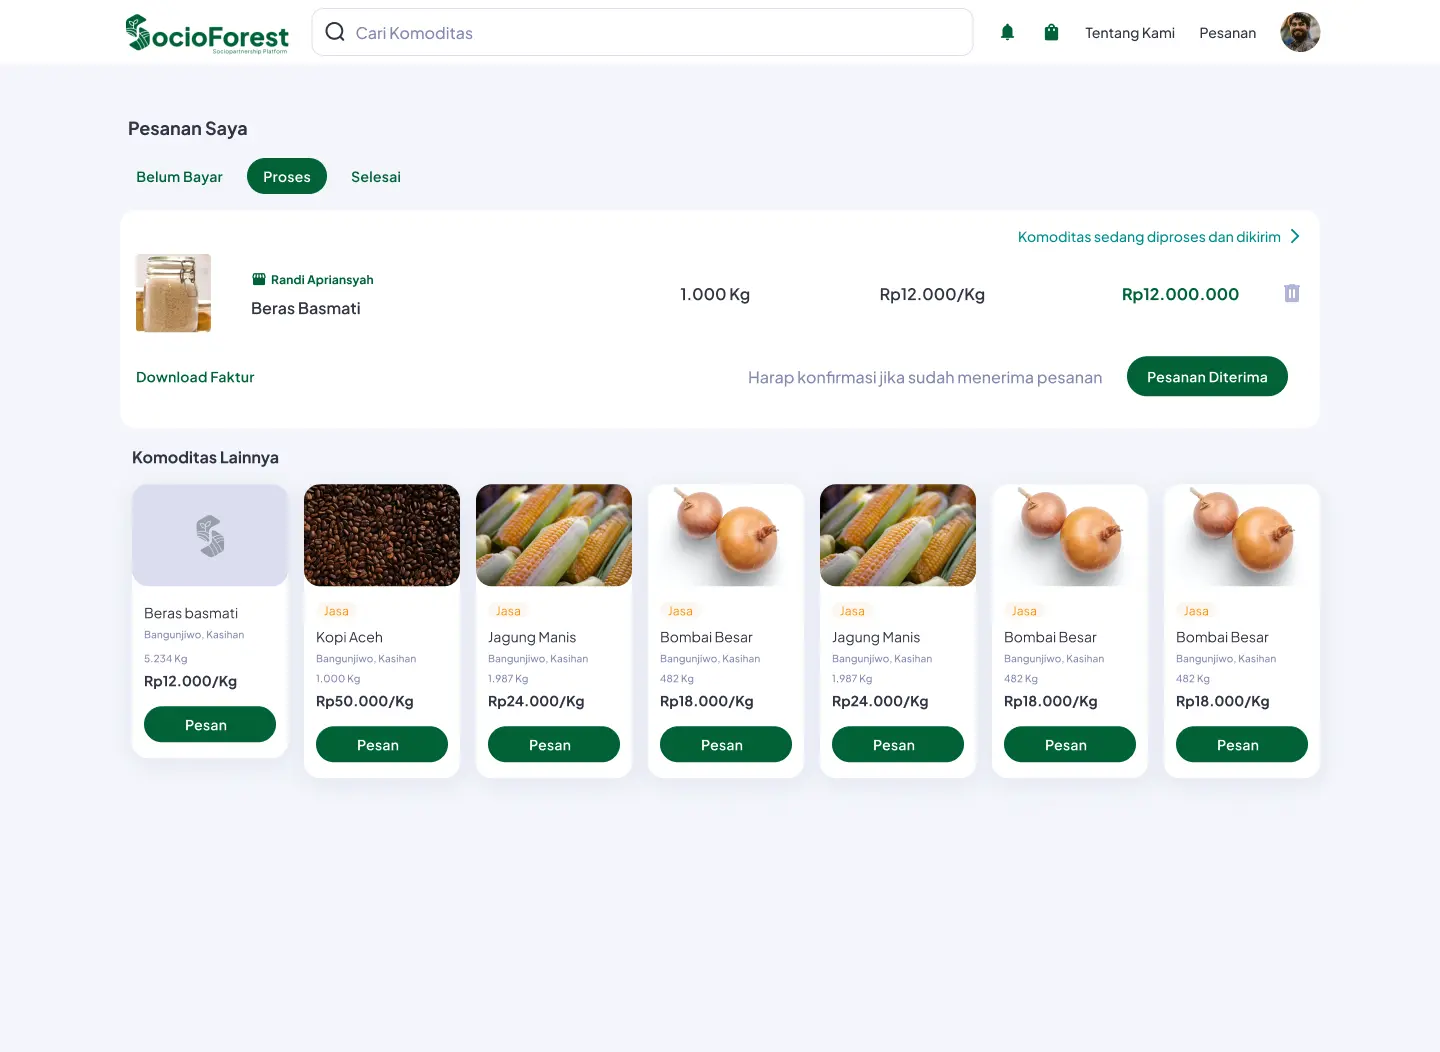 SocioForest
Sociopartnership Platform
Cari Komoditas
Tentang Kami
Pesanan
Pesanan Saya
Belum Bayar
Proses
Selesai
Komoditas sedang diproses dan dikirim
Randi Apriansyah
Beras Basmati
1.000 Kg
Rp12.000/Kg
Rp12.000.000
Download Faktur
Harap konfirmasi jika sudah menerima pesanan
Pesanan Diterima
Komoditas Lainnya
Beras basmati
Bangunjiwo, Kasihan
5.234 Kg
Rp12.000/Kg
Pesan
Jasa
Kopi Aceh
Bangunjiwo, Kasihan
1.000 Kg
Rp50.000/Kg
Pesan
Jasa
Jagung Manis
Bangunjiwo, Kasihan
1.987 Kg
Rp24.000/Kg
Pesan
Jasa
Bombai Besar
Bangunjiwo, Kasihan
482 Kg
Rp18.000/Kg
Pesan
Jasa
Jagung Manis
Bangunjiwo, Kasihan
1.987 Kg
Rp24.000/Kg
Pesan
Jasa
Bombai Besar
Bangunjiwo, Kasihan
482 Kg
Rp18.000/Kg
Pesan
Jasa
Bombai Besar
Bangunjiwo, Kasihan
482 Kg
Rp18.000/Kg
Pesan